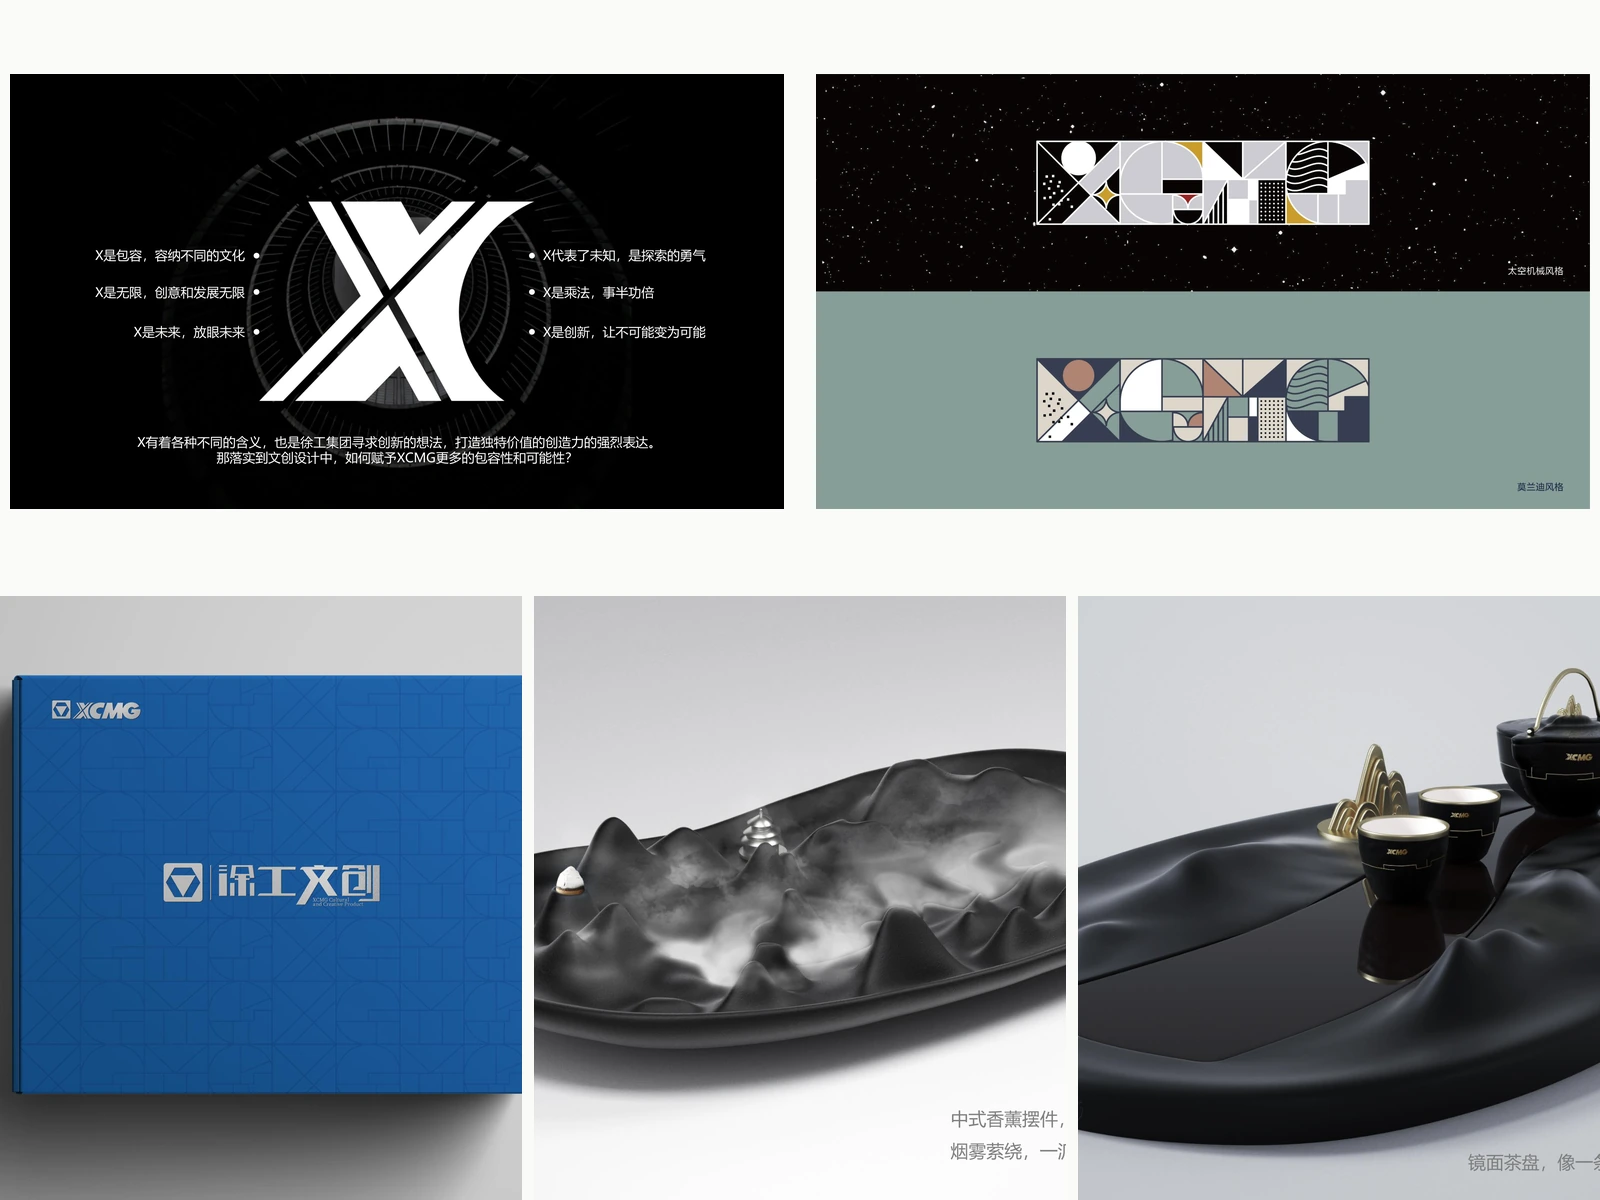 X是包容，容纳不同的文化
X是无限，创意和发展无限
X是未来，放眼未来
X代表了未知，是探索的勇气
X是乘法，事半功倍
X是创新，让不可能变为可能
X有着各种不同的含义，也是徐工集团寻求创新的想法，打造独特价值的创造力的强烈表达。
那落实到文创设计中，如何赋予XCMG更多的包容性和可能性？
XCMG
太空机械风格
XCMG
莫兰迪风格
XCMG
徐工文创
XCMG Cultural
and Creative Product
中式香薰摆件，
烟雾萦绕，一
XCMG
XCMG
XCMG
镜面茶盘，像一条